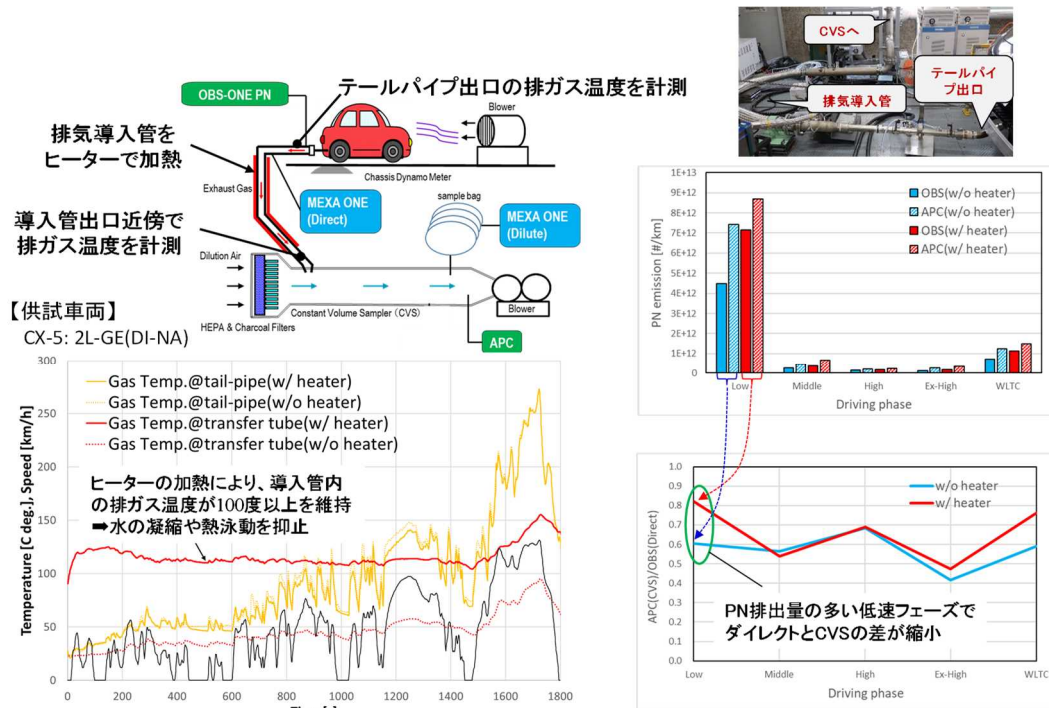 CVSへ
テールパイ
プ出口
排気導入管
OBS-ONE PN
テールパイプ出口の排ガス温度を計測
Blower
排気導入管を
ヒーターで加熱
Chassis Dynamo Meter
Exhaust Gas
MEXA ONE
(Direct)
sample bag
MEXA ONE
(Dilute)
導入管出口近傍で
排ガス温度を計測
Dilution Air
Constant Volume Sampler (CVS)
Blower
HEPA & Charcoal Filters
APC
【供試車両】
CX-5: 2L-GE(DI-NA)
PN emission [#/km]
1E+13
9E+12
8E+12
7E+12
6E+12
5E+12
4E+12
3E+12
2E+12
1E+12
0
OBS(w/o heater)
APC(w/o heater)
OBS(w/ heater)
APC(w/ heater)
Low
Middle
High
Ex-High
WLTC
Driving phase
Temperature [C deg.], Speed [km/h]
300
250
200
150
100
50
0
Gas Temp.@tail-pipe(w/ heater)
Gas Temp.@tail-pipe(w/o heater)
Gas Temp.@transfer tube(w/ heater)
Gas Temp.@transfer tube(w/o heater)
ヒーターの加熱により、導入管内
の排ガス温度が100度以上を維持
➡水の凝縮や熱泳動を抑止
0
200
400
600
800
1000
1200
1400
1600
1800
APC(CVS)/OBS(Direct)
1.0
0.9
0.8
0.7
0.6
0.5
0.4
0.3
0.2
0.1
0.0
w/o heater
w/ heater
PN排出量の多い低速フェーズで
ダイレクトとCVSの差が縮小
Low
Middle
High
Ex-High
WLTC
Driving phase